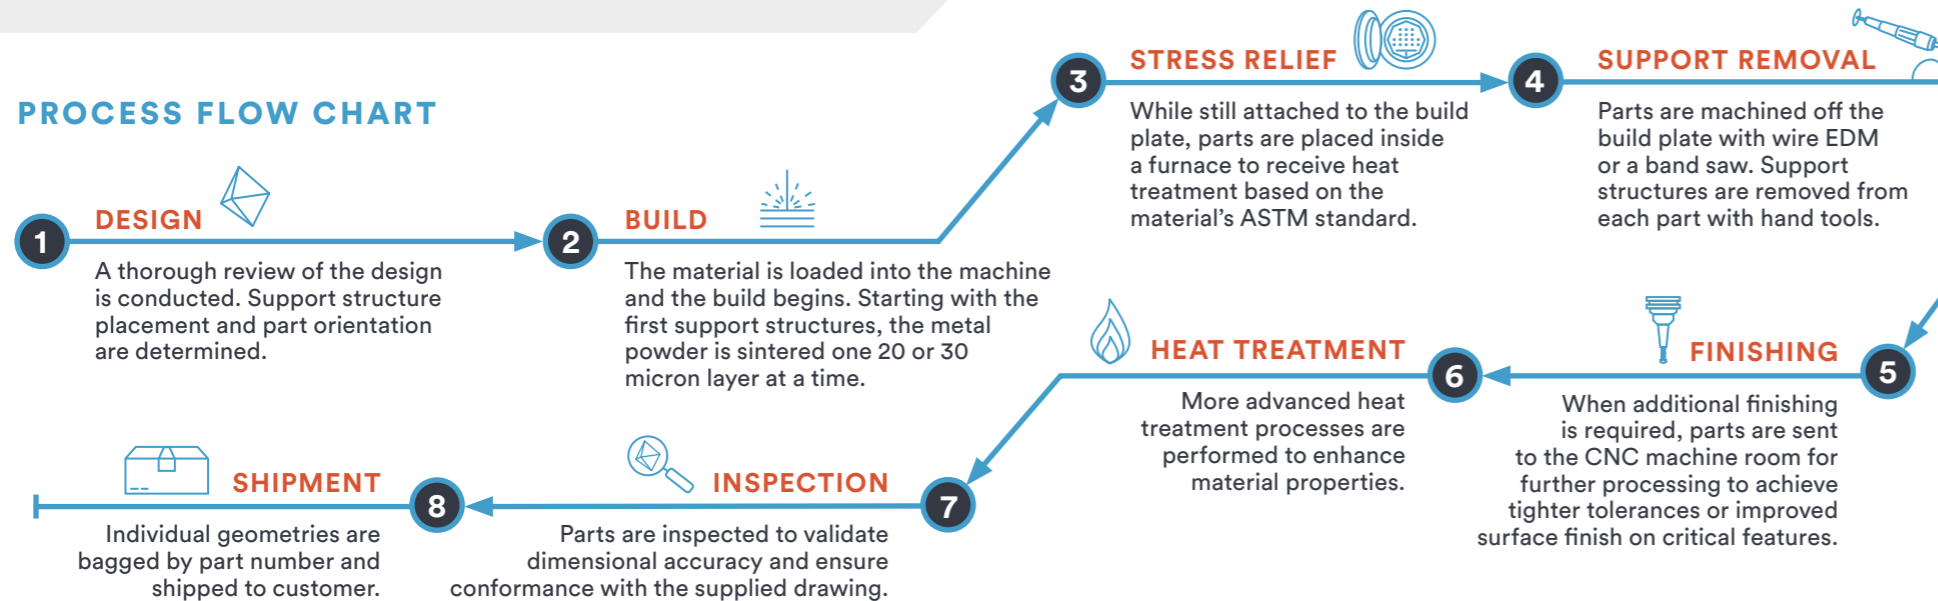 PROCESS FLOW CHART
1
DESIGN
A thorough review of the design
is conducted. Support structure
placement and part orientation
are determined.
2
BUILD
The material is loaded into the machine
and the build begins. Starting with the
first support structures, the metal
powder is sintered one 20 or 30
micron layer at a time.
3
STRESS RELIEF
While still attached to the build
plate, parts are placed inside
a furnace to receive heat
treatment based on the
material's ASTM standard.
4
SUPPORT REMOVAL
Parts are machined off the
build plate with wire EDM
or a band saw. Support
structures are removed from
each part with hand tools.
5
FINISHING
When additional finishing
is required, parts are sent
to the CNC machine room for
further processing to achieve
tighter tolerances or improved
surface finish on critical features.
6
HEAT TREATMENT
More advanced heat
treatment processes are
performed to enhance
material properties.
7
INSPECTION
Parts are inspected to validate
dimensional accuracy and ensure
conformance with the supplied drawing.
8
SHIPMENT
Individual geometries are
bagged by part number and
shipped to customer.